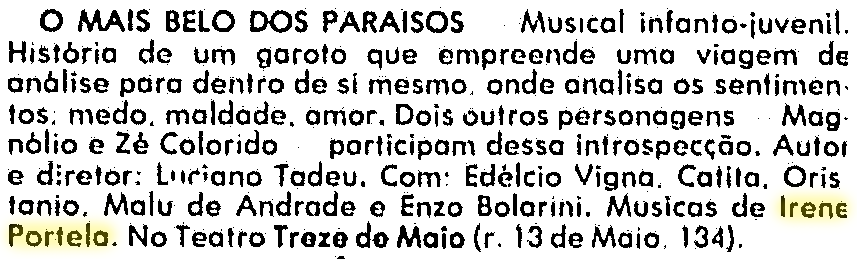 O MAIS BELO DOS PARAISOS Musical infanto-juvenil.
História de um garoto que empreende uma viagem de
análise para dentro de si mesmo, onde analisa os sentimen-
tos: medo, maldade, amor. Dois outros personagens Mag-
nólio e Zé Colorido participam dessa introspecção. Autor
e diretor: Luciano Tadeu. Com: Edélcio Vigna, Catita, Oris
tanio, Malu de Andrade e Enzo Bolarini. Musicas de Irene
Portela. No Teatro Treze de Maio (r. 13 de Maio, 134).